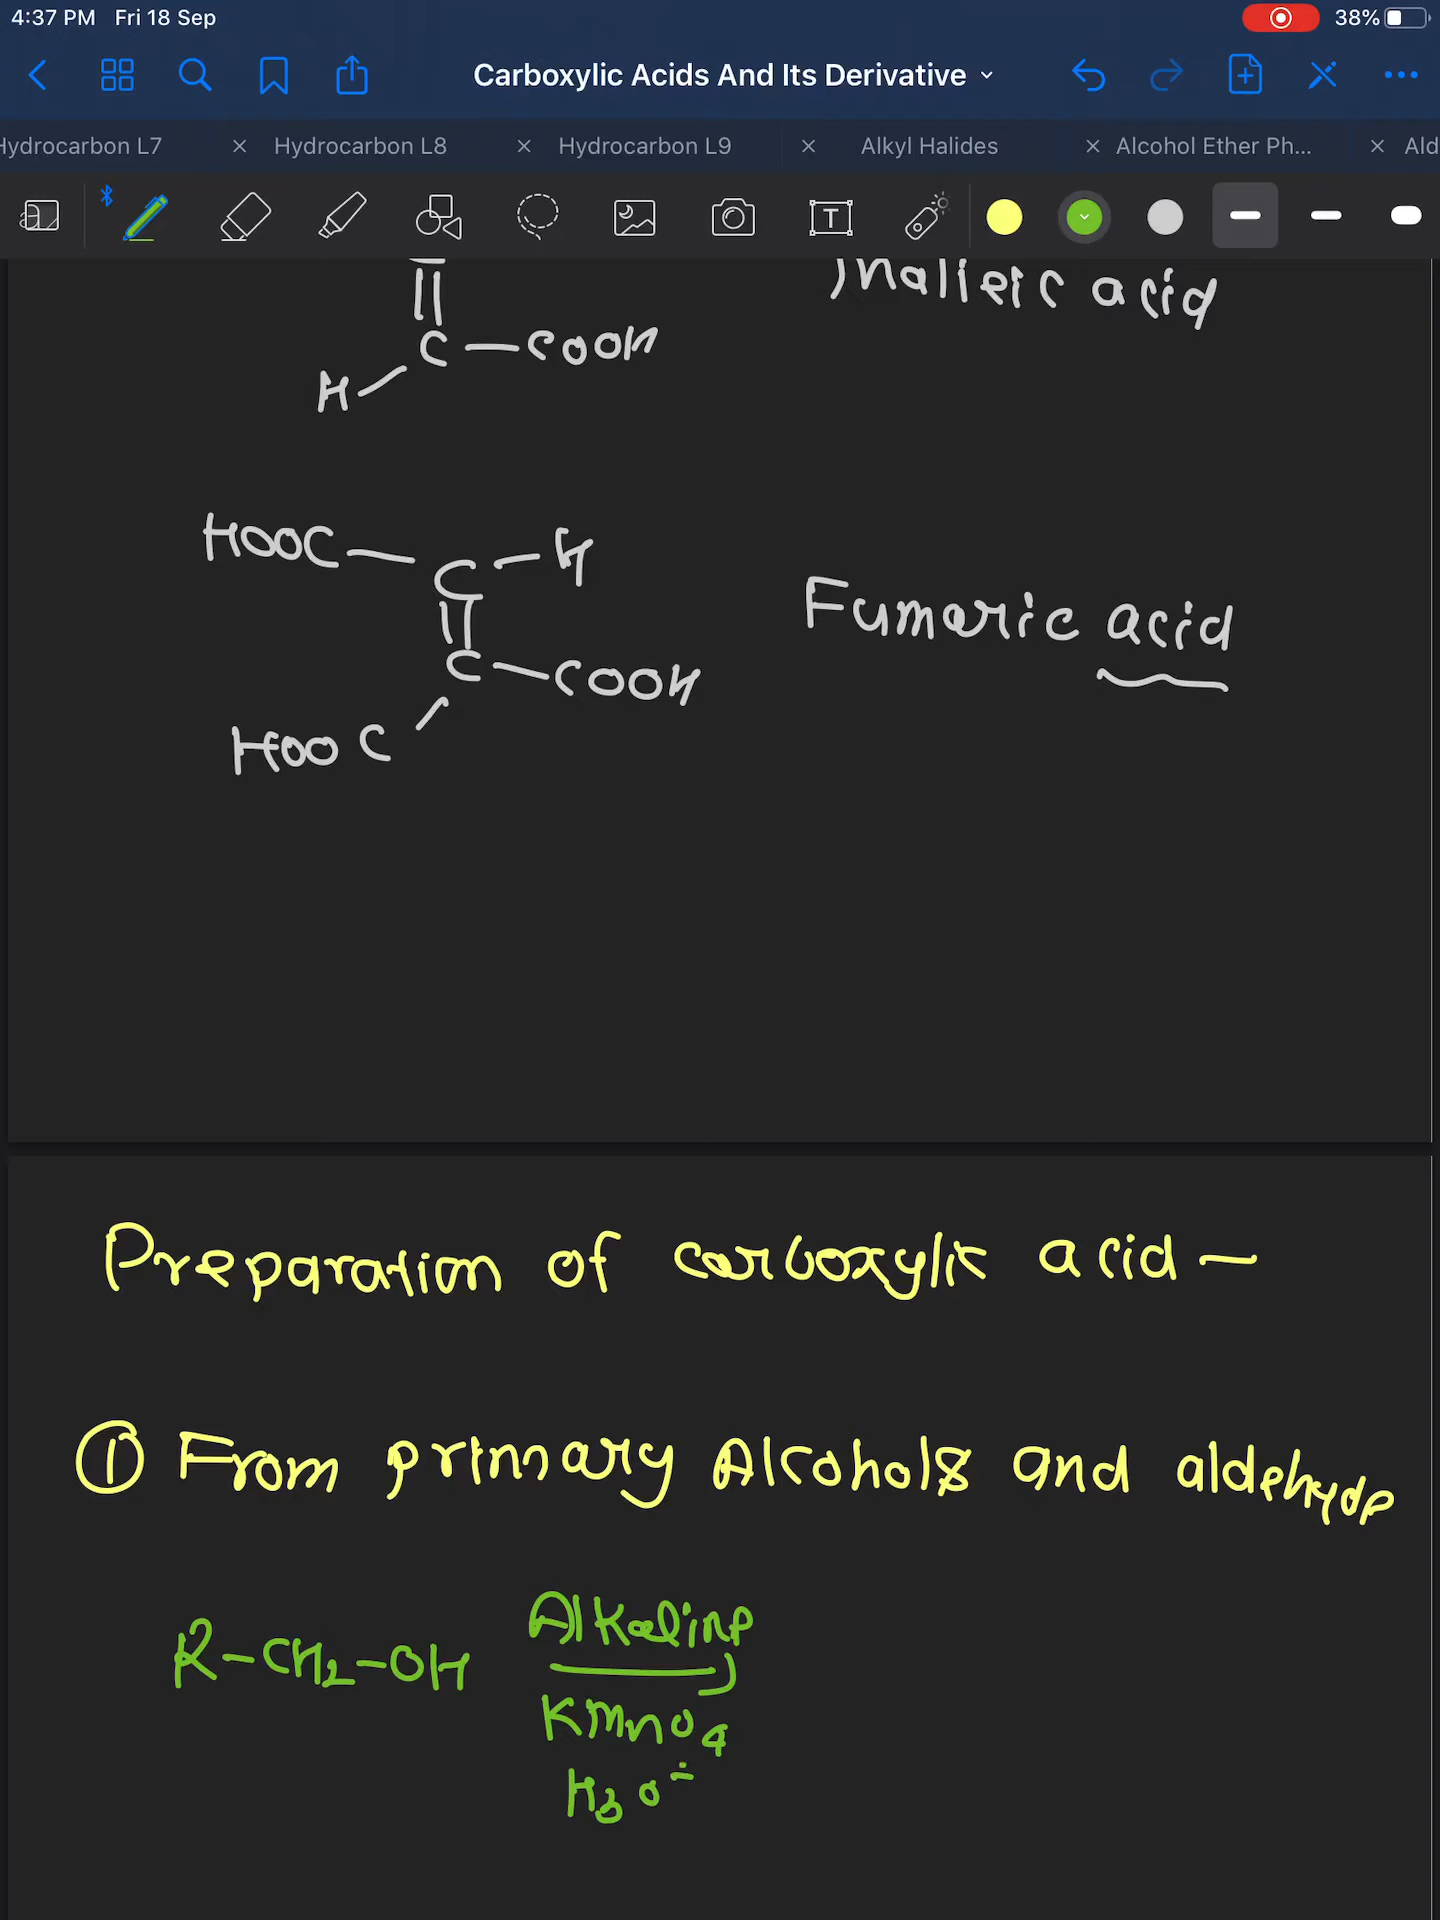 4:37 PM Fri 18 Sep 38%
Carboxylic Acids And Its Derivative
Hydrocarbon L7 × Hydrocarbon L8 × Hydrocarbon L9 × Alkyl Halides × Alcohol Ether Ph... × Ald
T
malieic acid
C — COOH
H
HOOC — C — H
Fumaric acid
C — COOH
HOOC
Preparation of carboxylic acid —
① From primary Alcohols and aldehyde
Alkaline
R-CH₂-OH
KMnO₄
H₃O